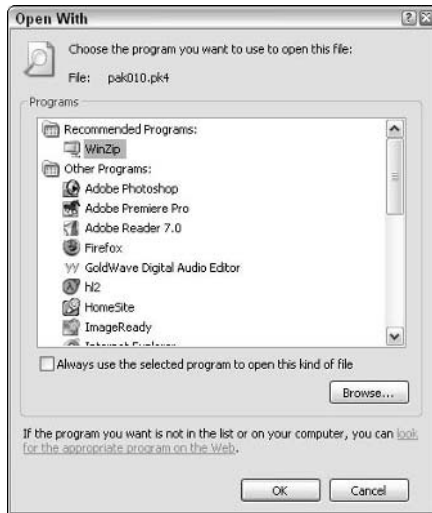 Open With
Choose the program you want to use to open this file:
File: pak010.pk4
Programs
Recommended Programs:
WinZip
Other Programs:
Adobe Photoshop
Adobe Premiere Pro
Adobe Reader 7.0
Firefox
GoldWave Digital Audio Editor
hl2
HomeSite
ImageReady
Internet Explorer
Always use the selected program to open this kind of file
Browse...
If the program you want is not in the list or on your computer, you can look
for the appropriate program on the Web.
OK
Cancel